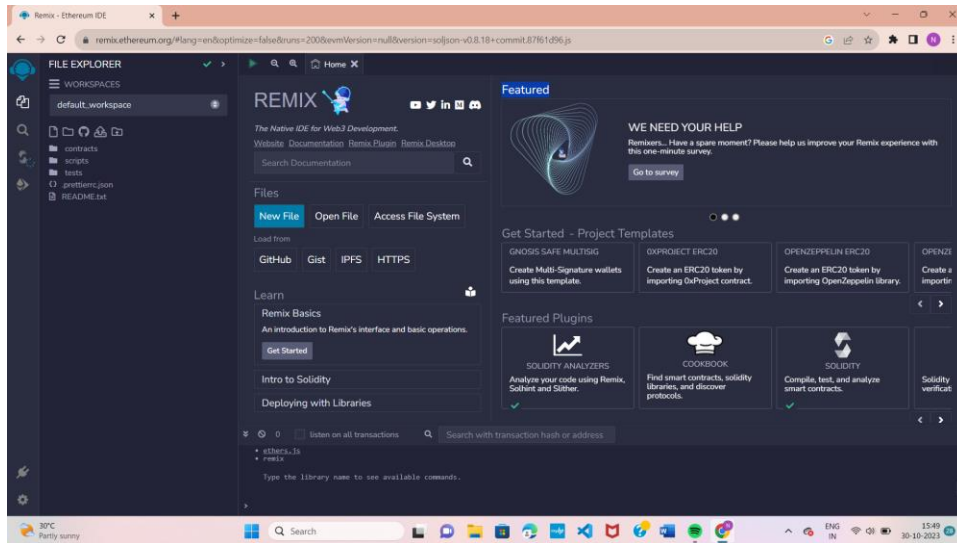 Remix - Ethereum IDE
remix.ethereum.org/#lang=en&optimize=false&runs=200&evmVersion=null&version=soljson-v0.8.18+commit.87f61d96.js
FILE EXPLORER
WORKSPACES
default_workspace
contracts
scripts
tests
.prettierrc.json
README.txt
Home
REMIX
The Native IDE for Web3 Development.
Website Documentation Remix Plugin Remix Desktop
Search Documentation
Files
New File Open File Access File System
Load from
GitHub Gist IPFS HTTPS
Learn
Remix Basics
An introduction to Remix's interface and basic operations.
Get Started
Intro to Solidity
Deploying with Libraries
Featured
WE NEED YOUR HELP
Remixers... Have a spare moment? Please help us improve your Remix experience with
this one-minute survey.
Go to survey
Get Started - Project Templates
GNOSIS SAFE MULTISIG
Create Multi-Signature wallets
using this template.
0XPROJECT ERC20
Create an ERC20 token by
importing 0xProject contract.
OPENZEPPELIN ERC20
Create an ERC20 token by
importing OpenZeppelin library.
OPENZE
Create a
importin
Featured Plugins
SOLIDITY ANALYZERS
Analyze your code using Remix,
Solhint and Slither.
COOKBOOK
Find smart contracts, solidity
libraries, and discover
protocols.
SOLIDITY
Compile, test, and analyze
smart contracts.
Solidity
verificati
0 listen on all transactions Search with transaction hash or address
ethers.js
remix
Type the library name to see available commands.
>
30°C
Partly sunny
Search
ENG
IN
15:49
30-10-2023